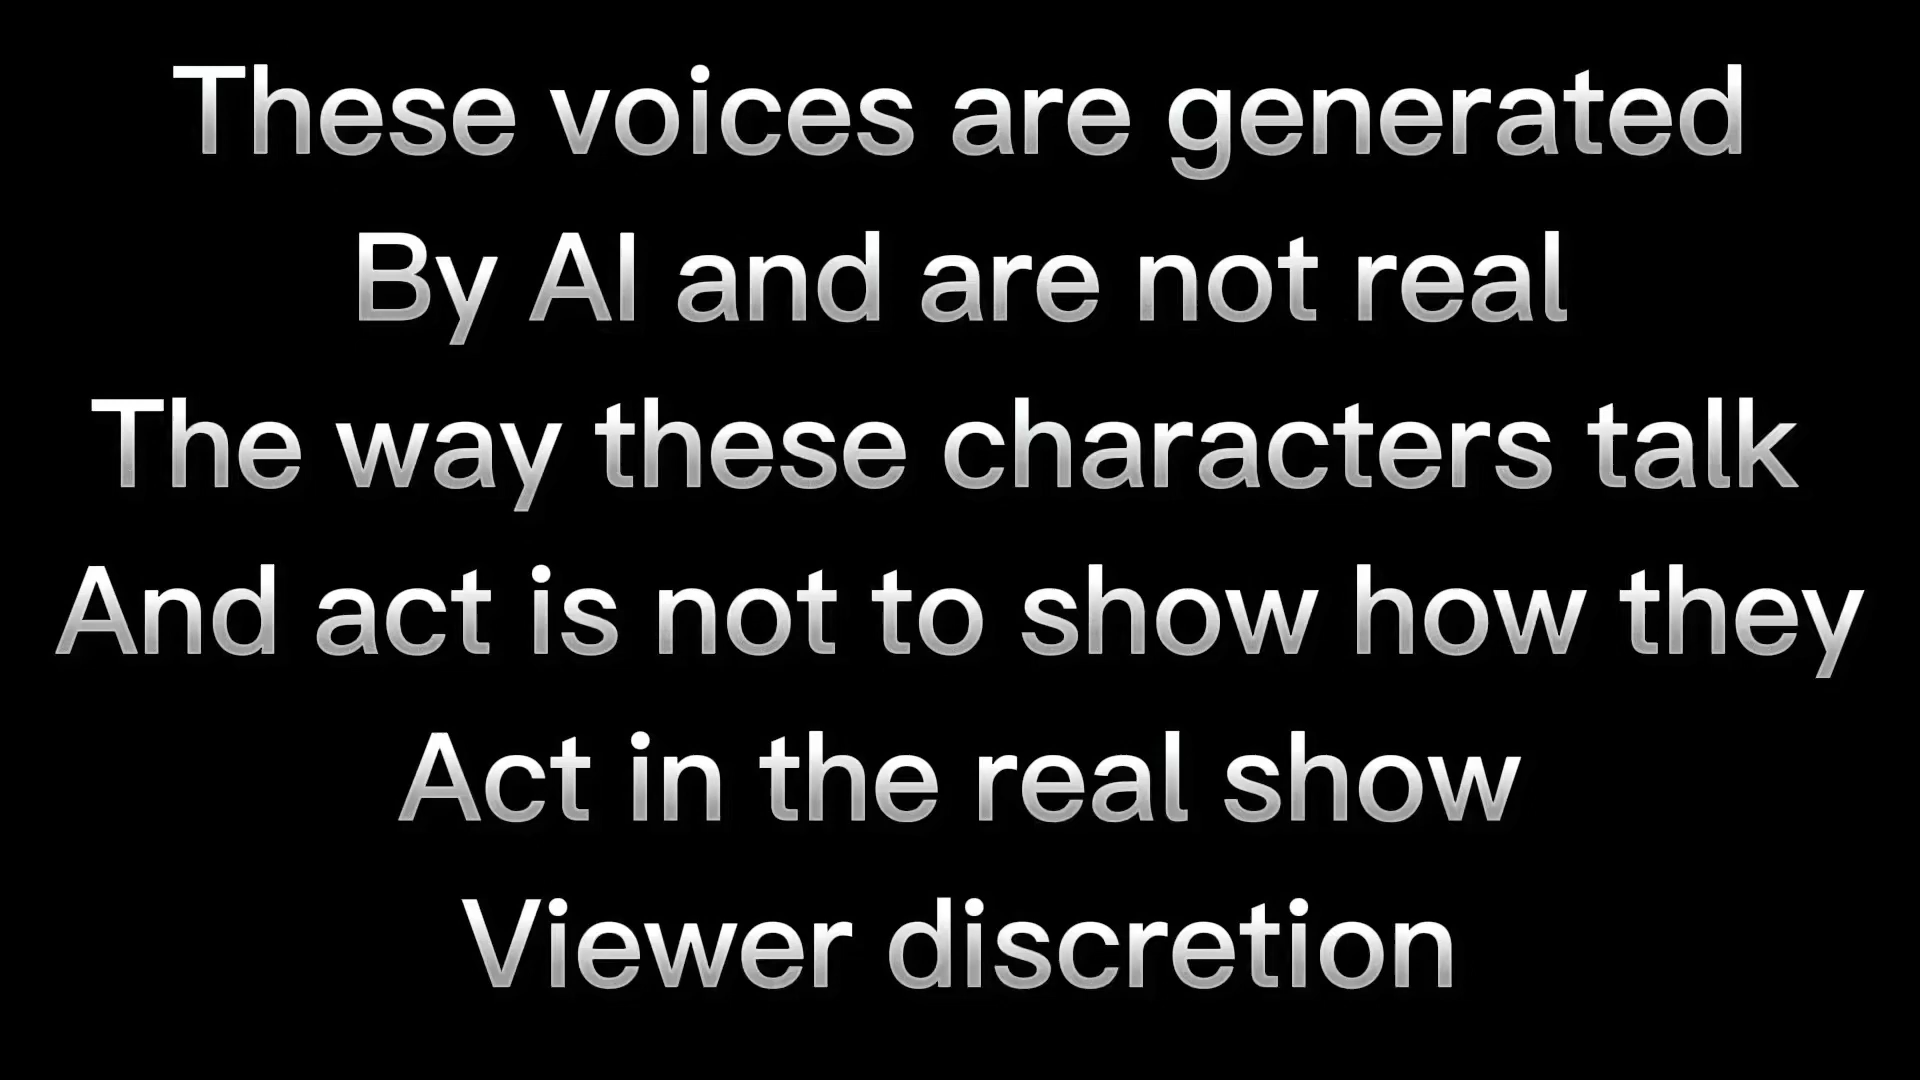 These voices are generated
By AI and are not real
The way these characters talk
And act is not to show how they
Act in the real show
Viewer discretion